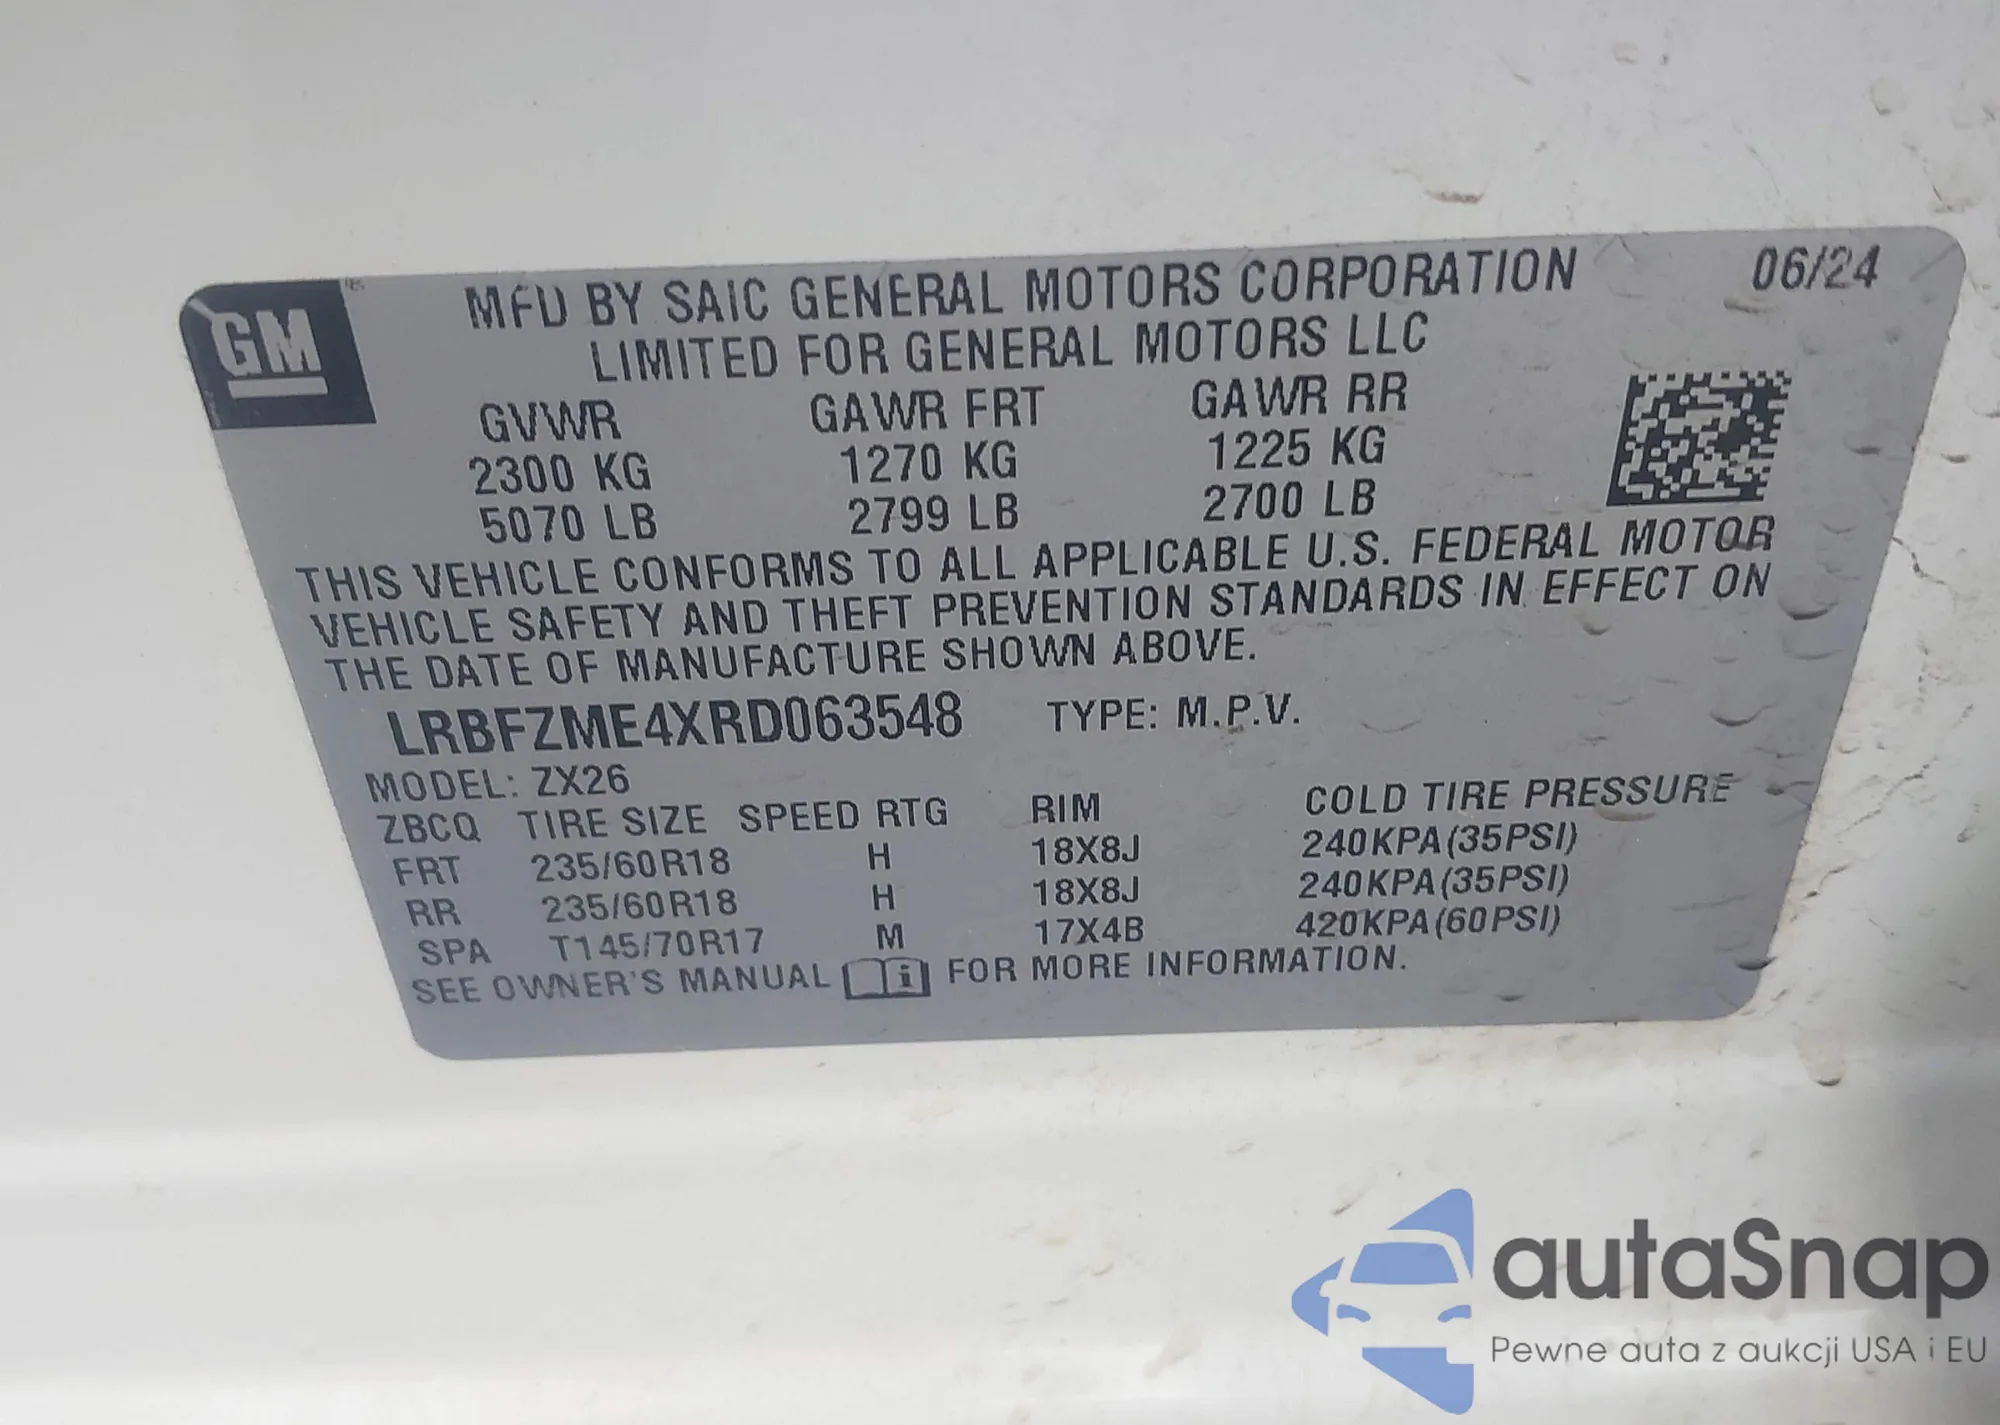 GM
MFD BY SAIC GENERAL MOTORS CORPORATION 06/24
LIMITED FOR GENERAL MOTORS LLC
GVWR GAWR FRT GAWR RR
2300 KG 1270 KG 1225 KG
5070 LB 2799 LB 2700 LB
THIS VEHICLE CONFORMS TO ALL APPLICABLE U.S. FEDERAL MOTOR
VEHICLE SAFETY AND THEFT PREVENTION STANDARDS IN EFFECT ON
THE DATE OF MANUFACTURE SHOWN ABOVE.
LRBFZME4XRD063548 TYPE: M.P.V.
MODEL: ZX26
ZBCQ TIRE SIZE SPEED RTG RIM COLD TIRE PRESSURE
FRT 235/60R18 H 18X8J 240KPA(35PSI)
RR 235/60R18 H 18X8J 240KPA(35PSI)
SPA T145/70R17 M 17X4B 420KPA(60PSI)
SEE OWNER'S MANUAL i FOR MORE INFORMATION.
autaSnap
Pewne auta z aukcji USA i EU